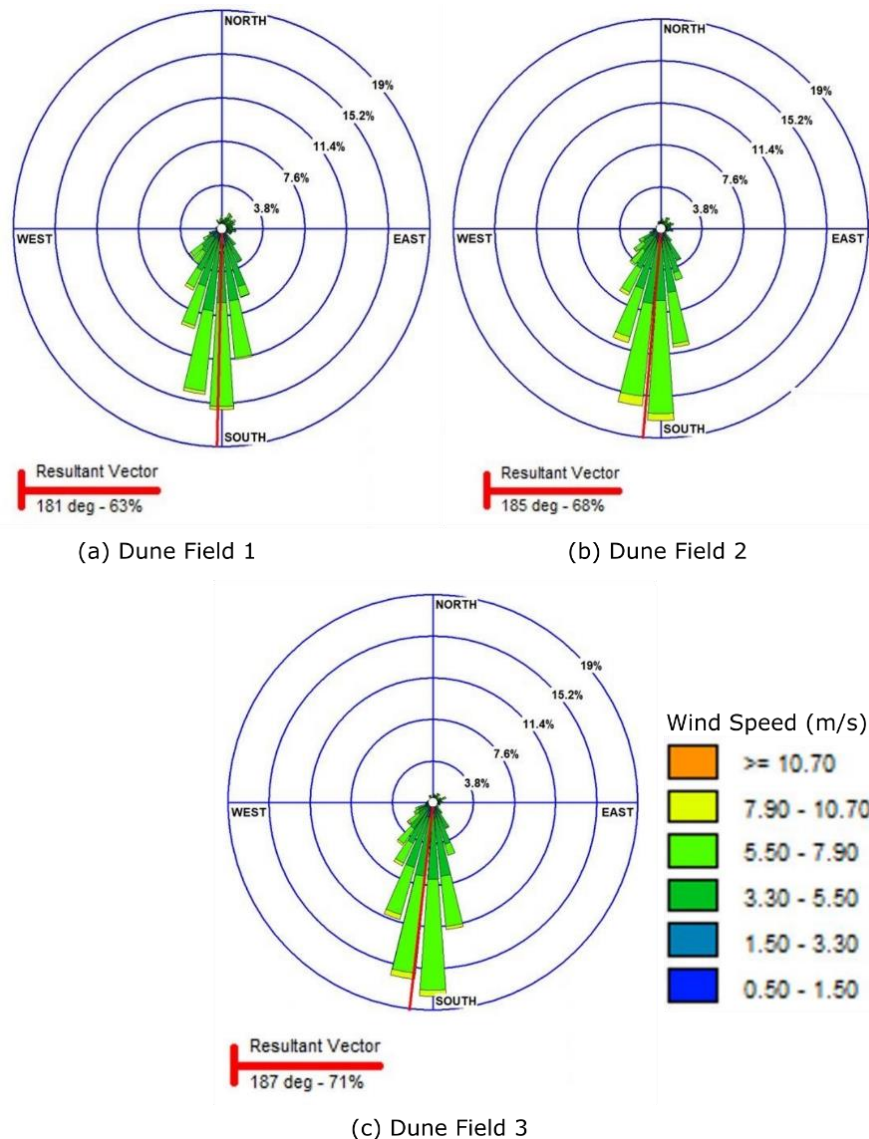 NORTH
19%
15.2%
11.4%
7.6%
3.8%
WEST
EAST
SOUTH
Resultant Vector
181 deg - 63%
(a) Dune Field 1
NORTH
19%
15.2%
11.4%
7.6%
3.8%
WEST
EAST
SOUTH
Resultant Vector
185 deg - 68%
(b) Dune Field 2
NORTH
19%
15.2%
11.4%
7.6%
3.8%
WEST
EAST
SOUTH
Resultant Vector
187 deg - 71%
(c) Dune Field 3
Wind Speed (m/s)
>= 10.70
7.90 - 10.70
5.50 - 7.90
3.30 - 5.50
1.50 - 3.30
0.50 - 1.50